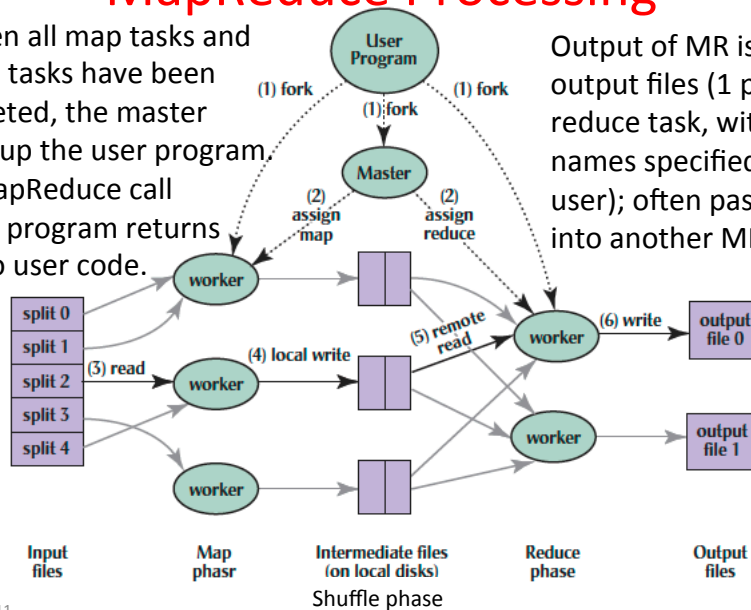 MapReduce Processing
en all map tasks and
tasks have been
eted, the master
up the user program.
apReduce call
program returns
o user code.
Output of MR is
output files (1 p
reduce task, wit
names specified
user); often pas
into another M
User
Program
(1) fork
(1) fork
(1) fork
Master
(2)
assign
map
(2)
assign
reduce
worker
split 0
split 1
split 2
split 3
split 4
(3) read
worker
(4) local write
worker
(5) remote
read
worker
(6) write
output
file 0
worker
output
file 1
Input
files
Map
phasr
Intermediate files
(on local disks)
Reduce
phase
Output
files
Shuffle phase